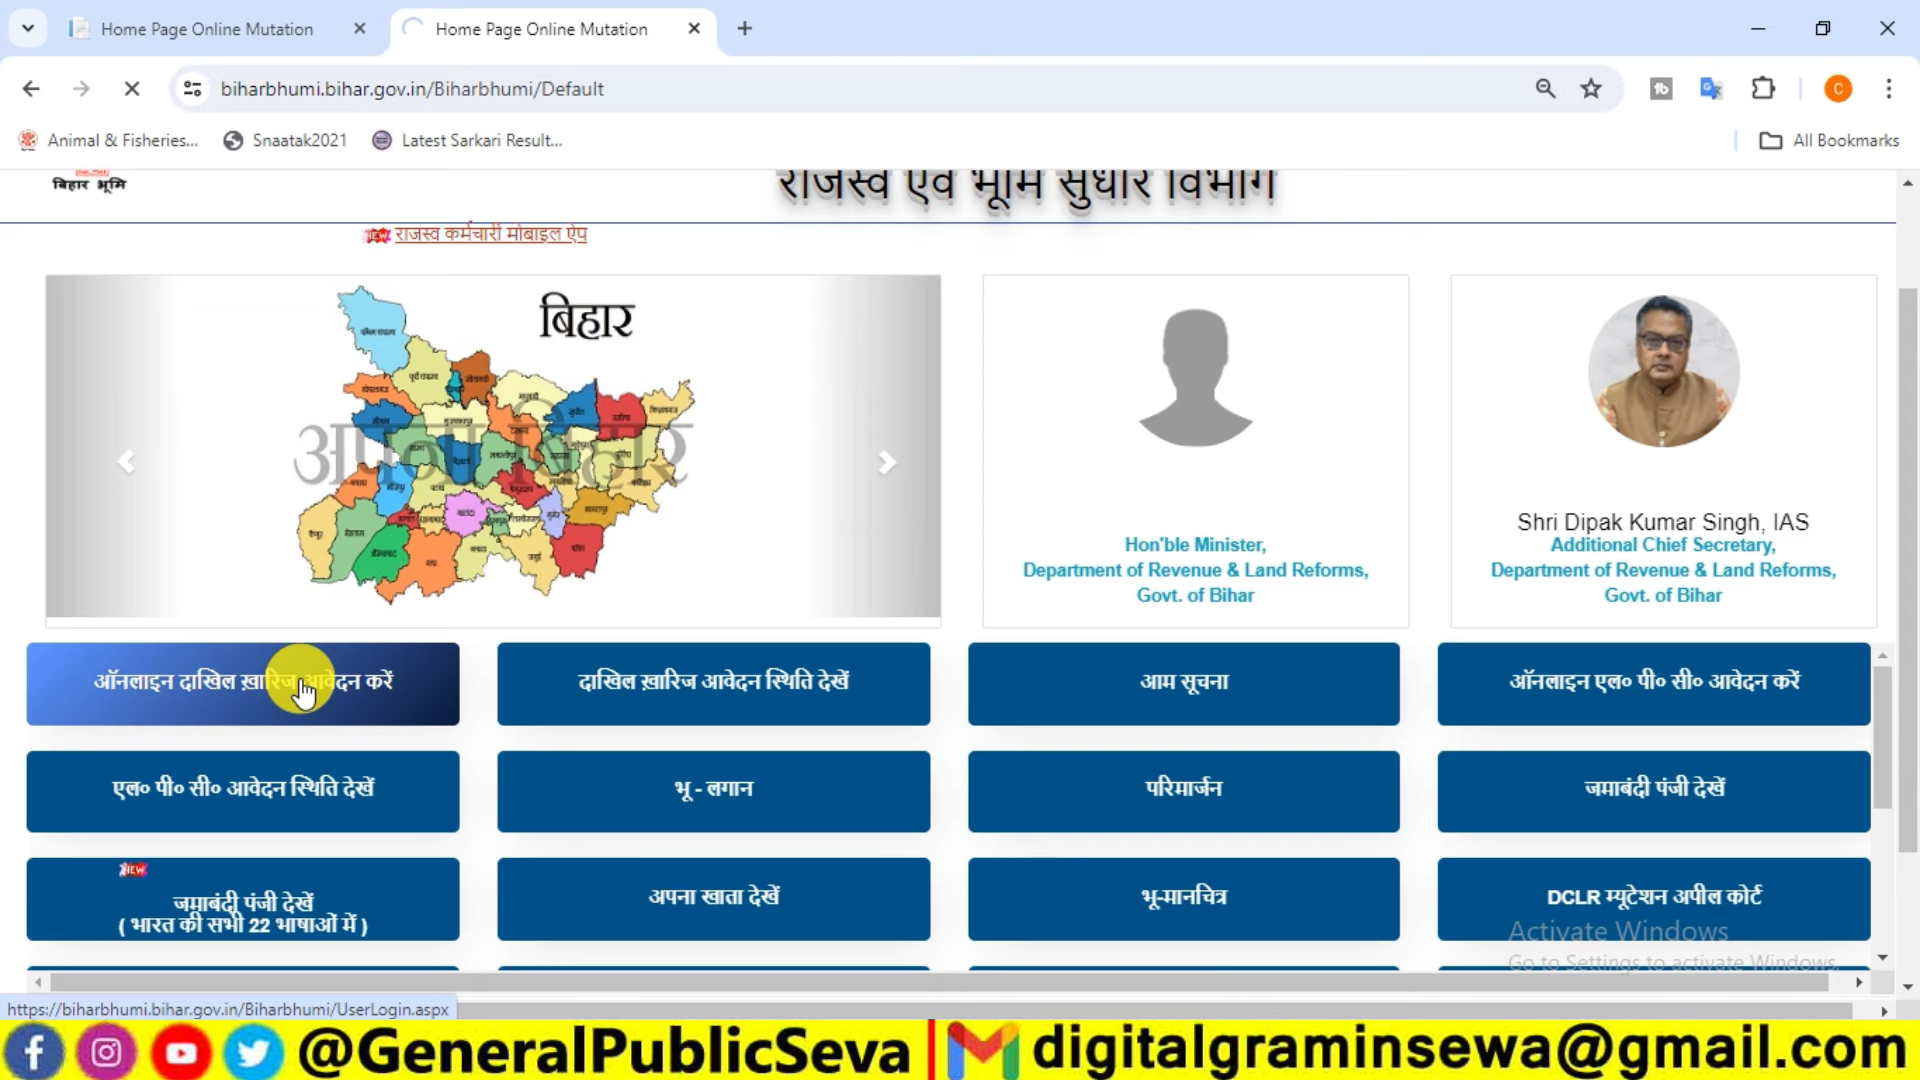 Home Page Online Mutation
Home Page Online Mutation
biharbhumi.bihar.gov.in/Biharbhumi/Default
Animal & Fisheries...
Snaatak2021
Latest Sarkari Result...
All Bookmarks
बिहार भूमि
राजस्व एवं भूमि सुधार विभाग
NEW राजस्व कर्मचारी मोबाइल ऐप
बिहार
अपना बिहार
Hon'ble Minister,
Department of Revenue & Land Reforms,
Govt. of Bihar
Shri Dipak Kumar Singh, IAS
Additional Chief Secretary,
Department of Revenue & Land Reforms,
Govt. of Bihar
ऑनलाइन दाखिल ख़ारिज आवेदन करें
दाखिल ख़ारिज आवेदन स्थिति देखें
आम सूचना
ऑनलाइन एल० पी० सी० आवेदन करें
एल० पी० सी० आवेदन स्थिति देखें
भू - लगान
परिमार्जन
जमाबंदी पंजी देखें
NEW
जमाबंदी पंजी देखें
( भारत की सभी 22 भाषाओं में )
अपना खाता देखें
भू-मानचित्र
DCLR म्यूटेशन अपील कोर्ट
Activate Windows
Go to Settings to activate Windows.
https://biharbhumi.bihar.gov.in/Biharbhumi/UserLogin.aspx
@GeneralPublicSeva
digitalgraminsewa@gmail.com